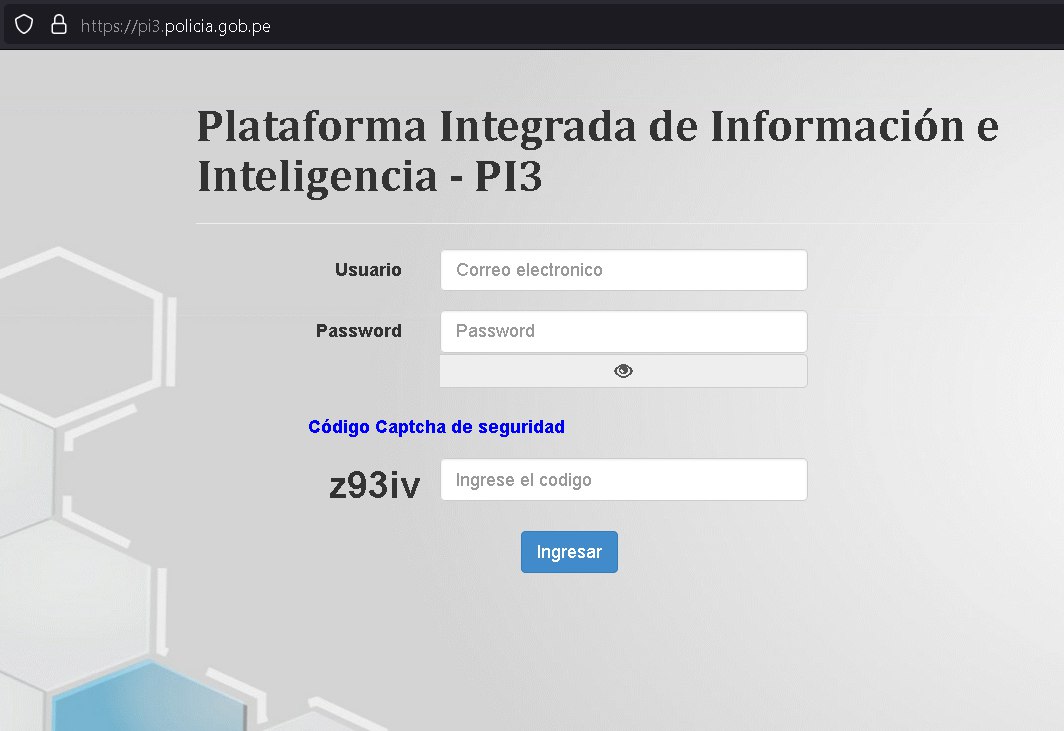 https://pi3.policia.gob.pe
Plataforma Integrada de Información e
Inteligencia - PI3
Usuario
Correo electronico
Password
Password
Código Captcha de seguridad
z93iv
Ingrese el codigo
Ingresar